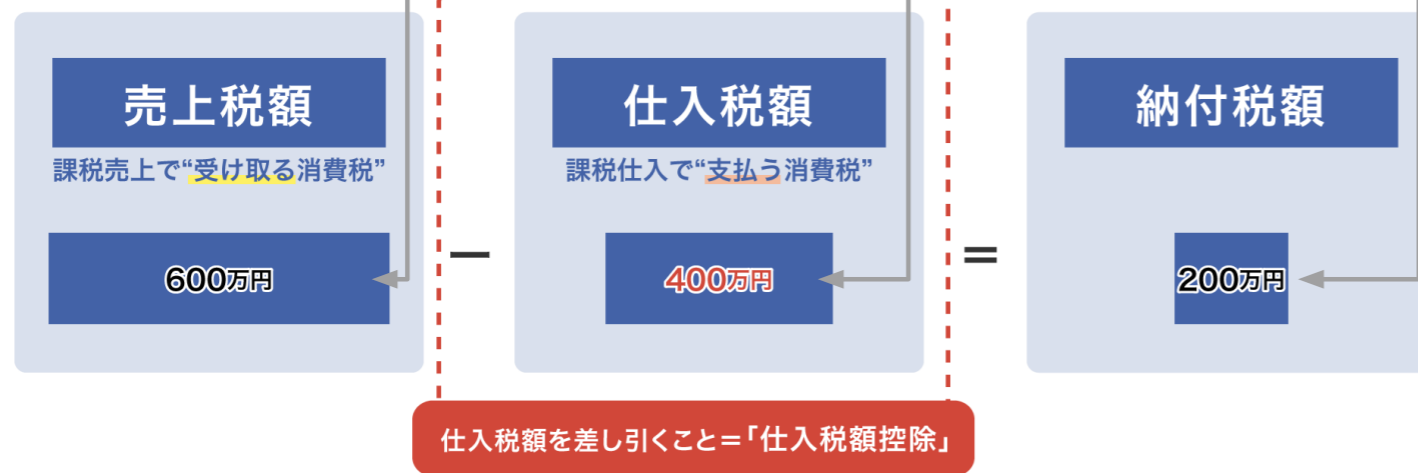 売上税額
課税売上で“受け取る消費税”
600万円
－
仕入税額
課税仕入で“支払う消費税”
400万円
＝
納付税額
200万円
仕入税額を差し引くこと＝「仕入税額控除」